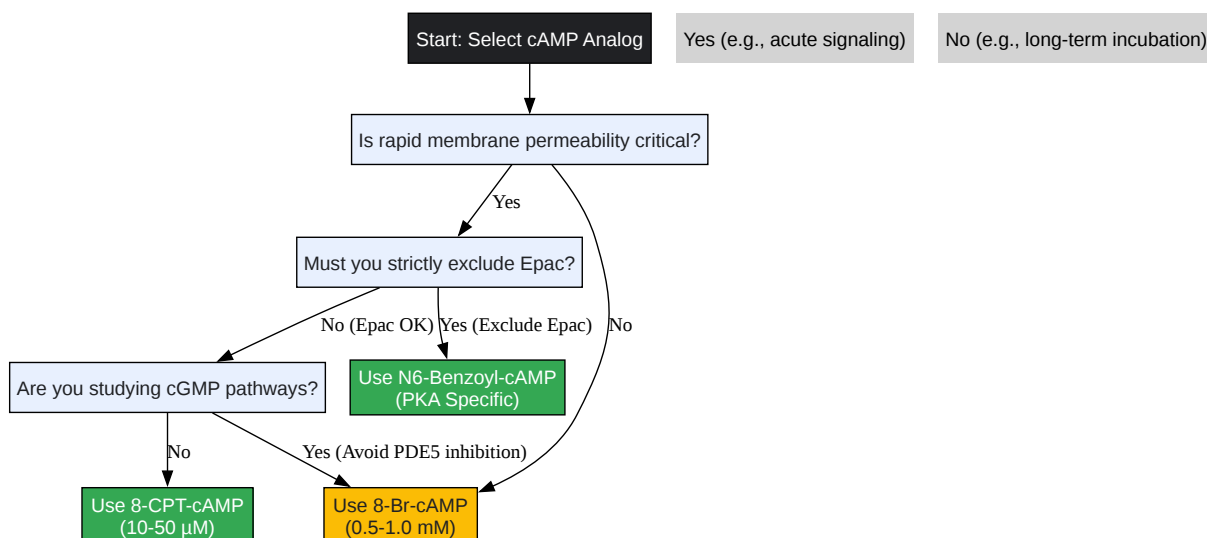 Start: Select cAMP Analog
Yes (e.g., acute signaling)
No (e.g., long-term incubation)
Is rapid membrane permeability critical?
Yes
Must you strictly exclude Epac?
No (Epac OK)
Yes (Exclude Epac)
No
Are you studying cGMP pathways?
Use N6-Benzoyl-cAMP
(PKA Specific)
No
Yes (Avoid PDE5 inhibition)
Use 8-CPT-cAMP
(10-50 µM)
Use 8-Br-cAMP
(0.5-1.0 mM)